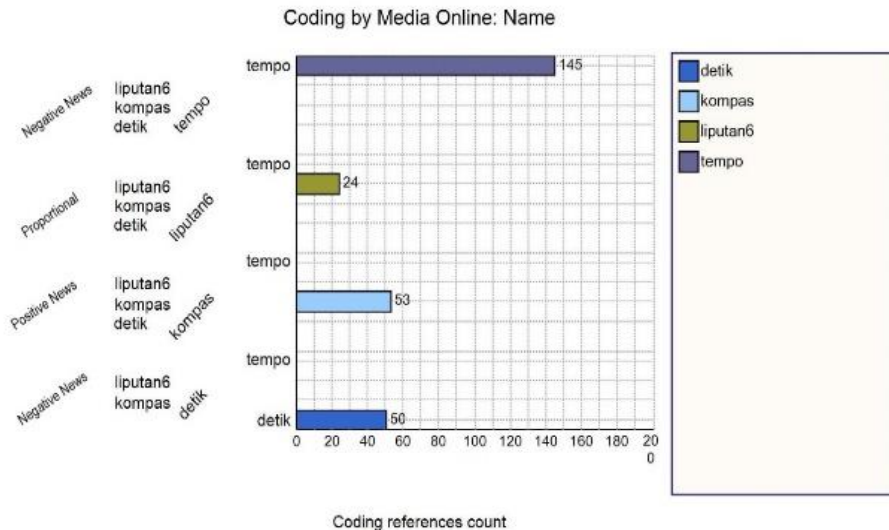 Coding by Media Online: Name
Negative News
liputan6
kompas
detik
tempo
tempo
145
Proportional
liputan6
kompas
detik
liputan6
tempo
24
Positive News
liputan6
kompas
detik
kompas
tempo
53
Negative News
liputan6
kompas
detik
tempo
detik
50
0 20 40 60 80 100 120 140 160 180 20
0
Coding references count
detik
kompas
liputan6
tempo